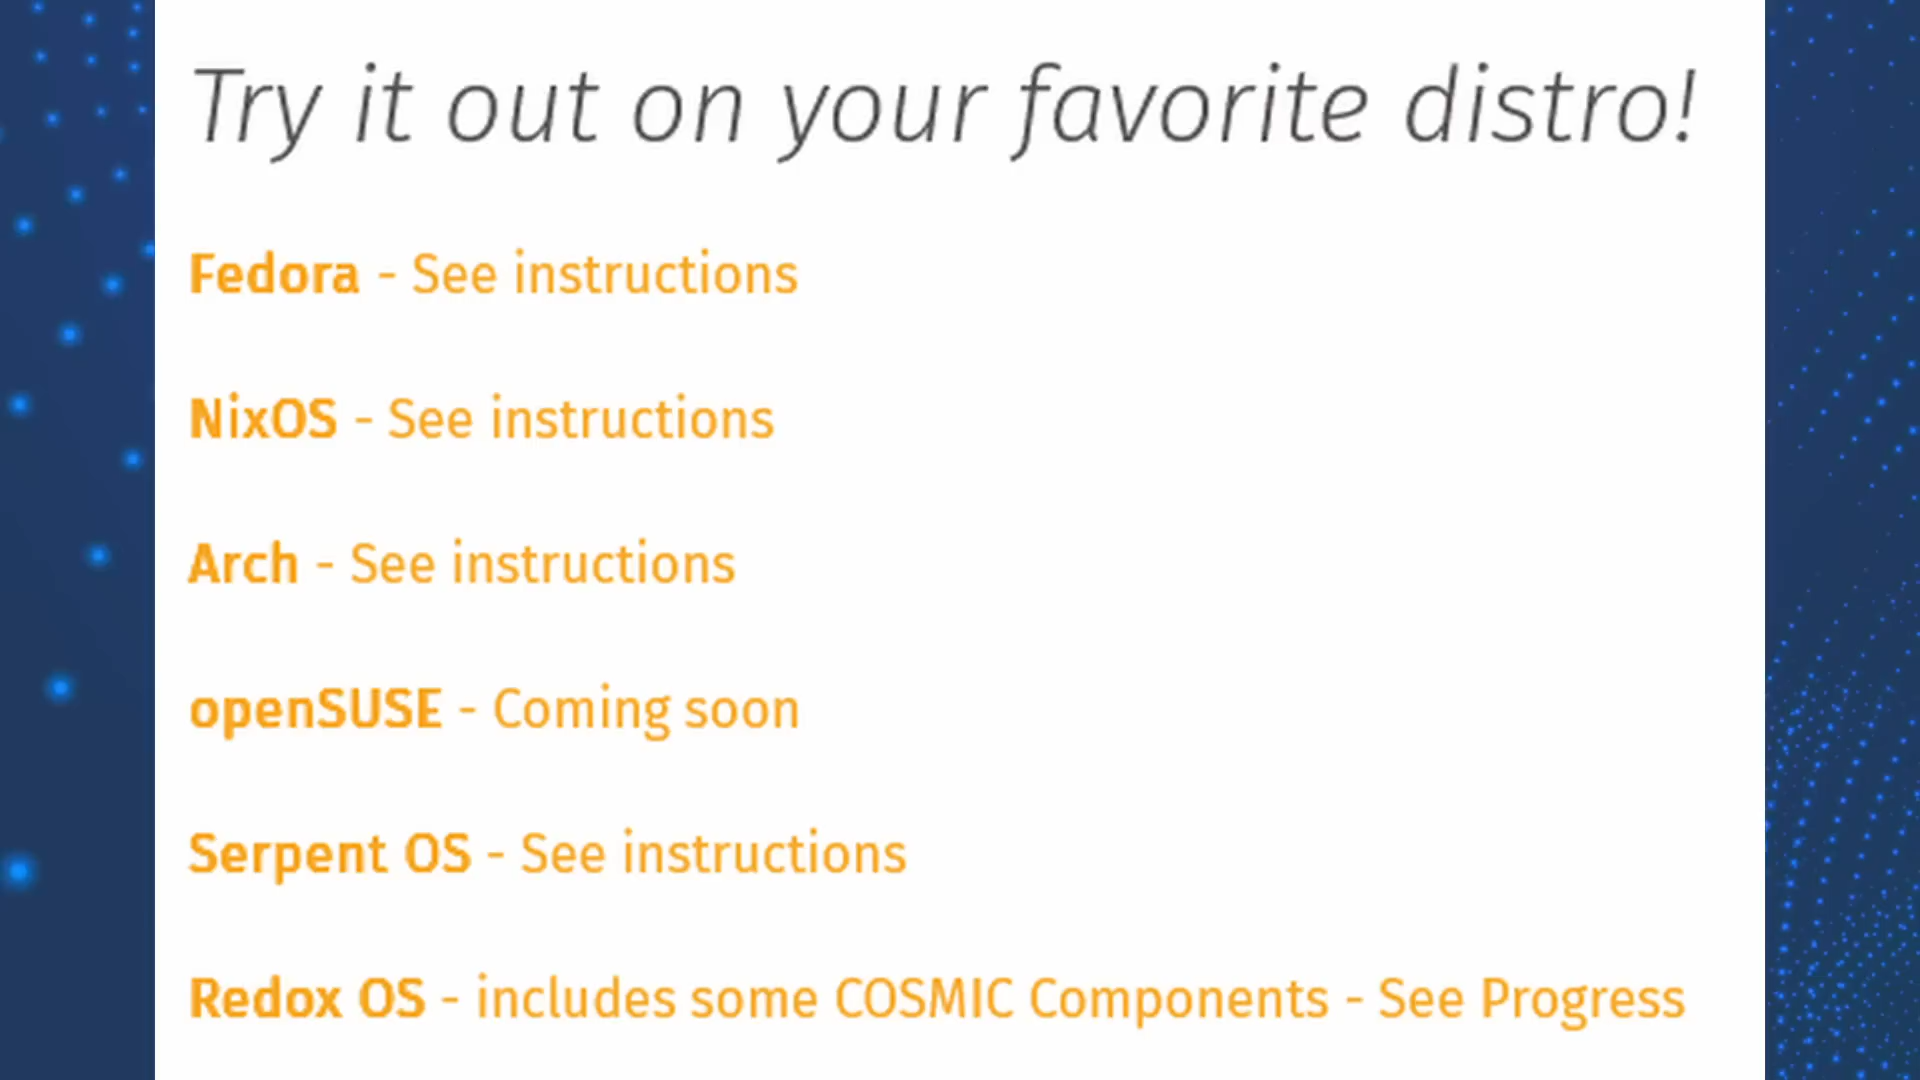 Try it out on your favorite distro!
Fedora - See instructions
NixOS - See instructions
Arch - See instructions
openSUSE - Coming soon
Serpent OS - See instructions
Redox OS - includes some COSMIC Components - See Progress